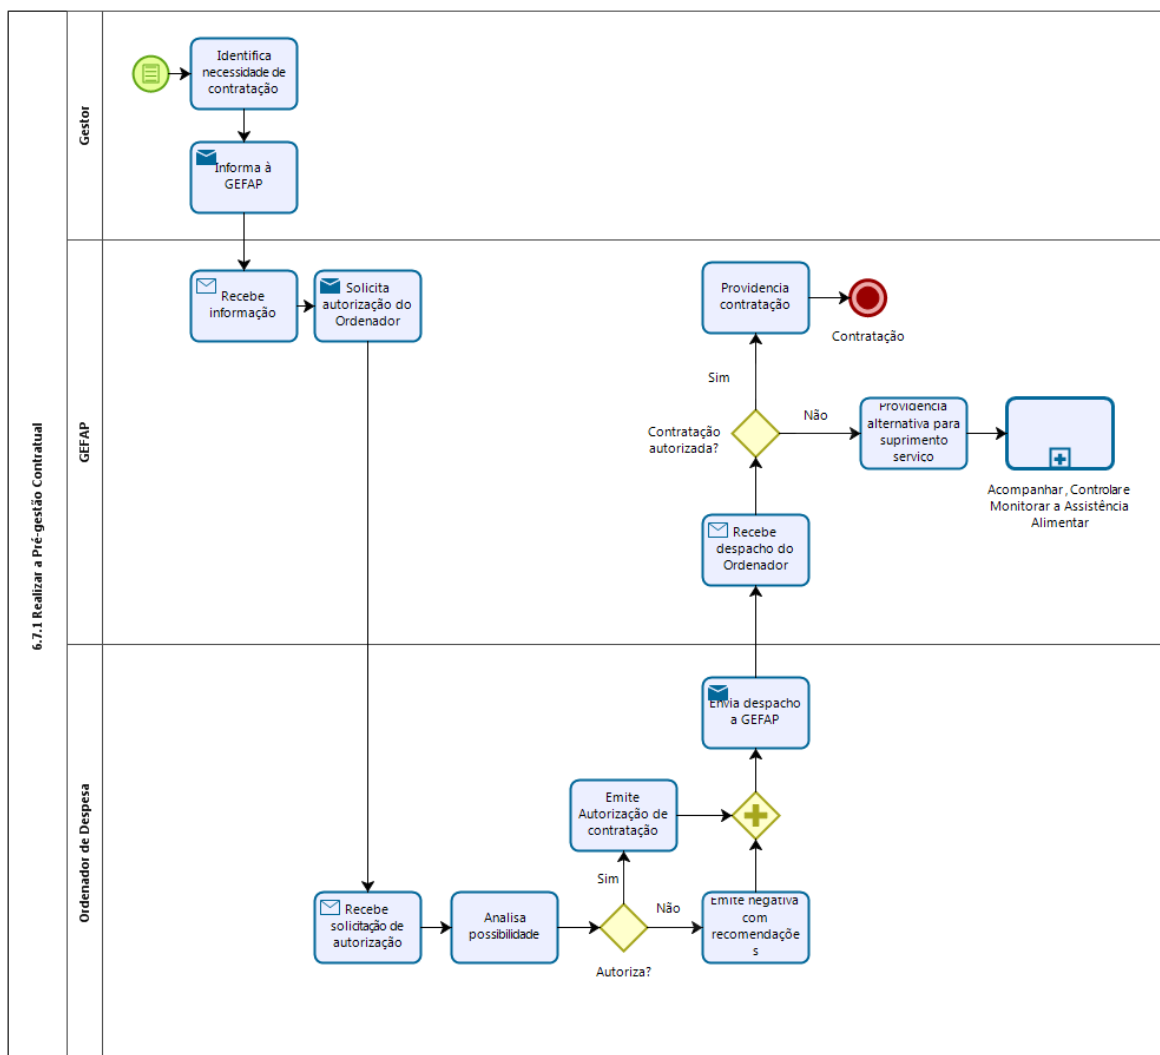 6.7.1 Realizar a Pré-gestão Contratual
Gestor
Identifica
necessidade de
contratação
Informa à
GEFAP
GEFAP
Recebe
informação
Solicita
autorização do
Ordenador
Providencia
contratação
Contratação
Sim
Contratação
autorizada?
Não
Providencia
alternativa para
suprimento
serviço
Acompanhar, Controlar e
Monitorar a Assistência
Alimentar
Recebe
despacho do
Ordenador
Ordenador de Despesa
Envia despacho
a GEFAP
Emite
Autorização de
contratação
Sim
Recebe
solicitação de
autorização
Analisa
possibilidade
Autoriza?
Não
Emite negativa
com
recomendaçõe
s